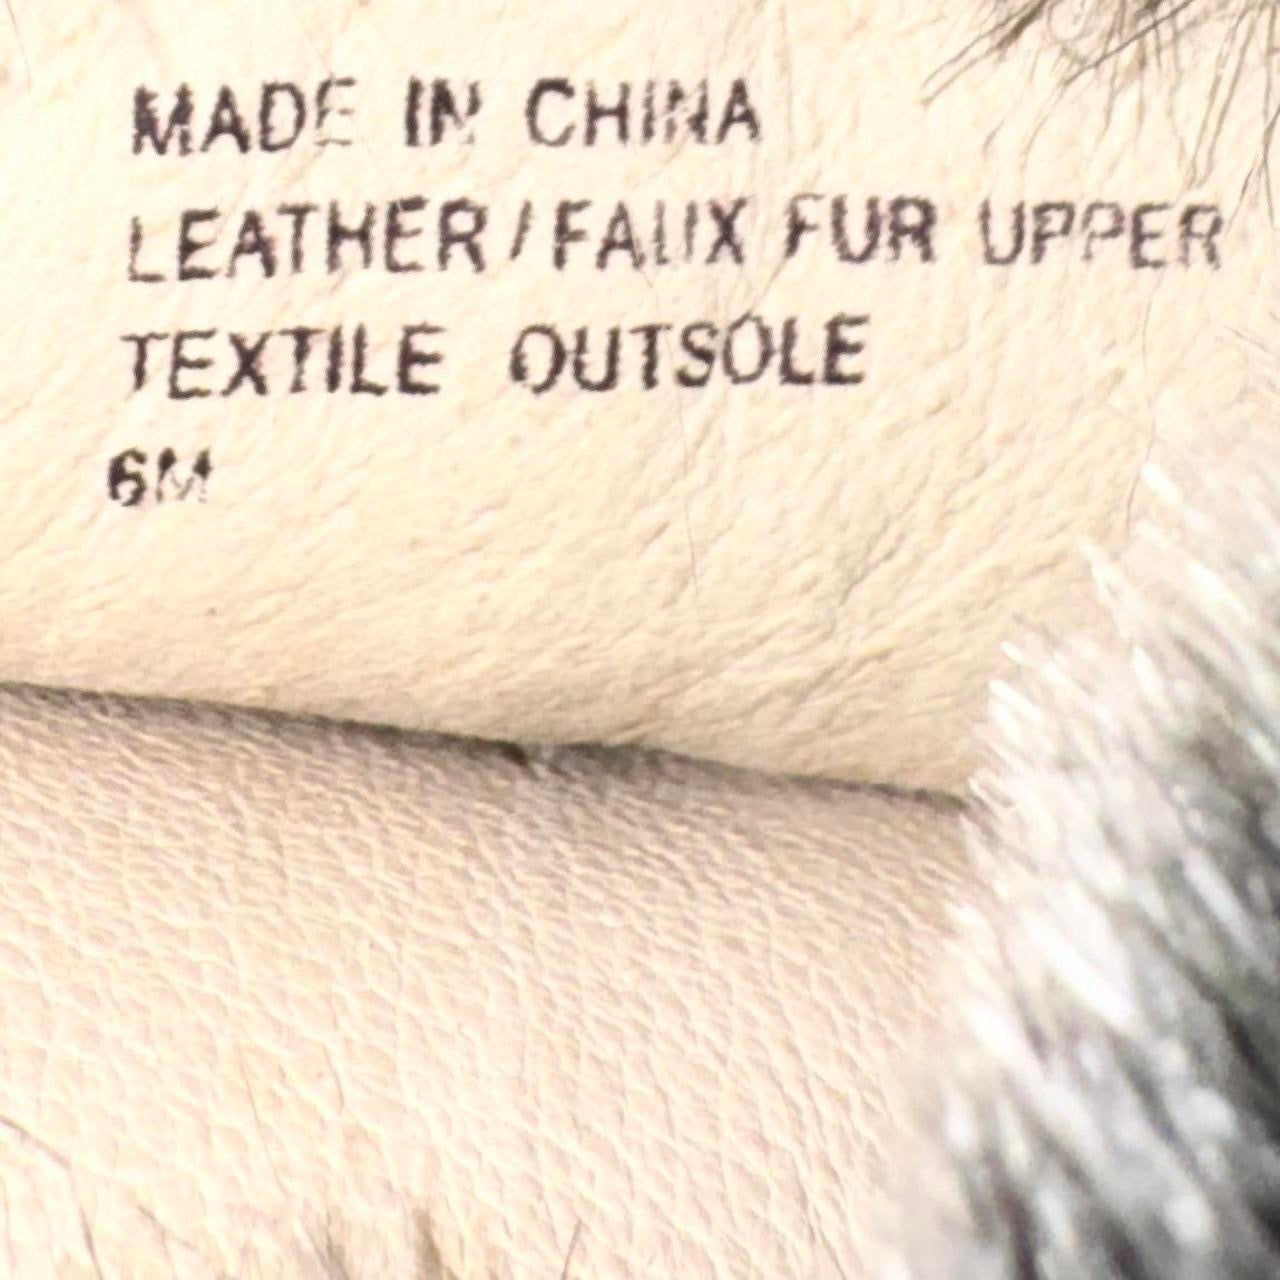 MADE IN CHINA
LEATHER/FAUX FUR UPPER
TEXTILE OUTSOLE
6M